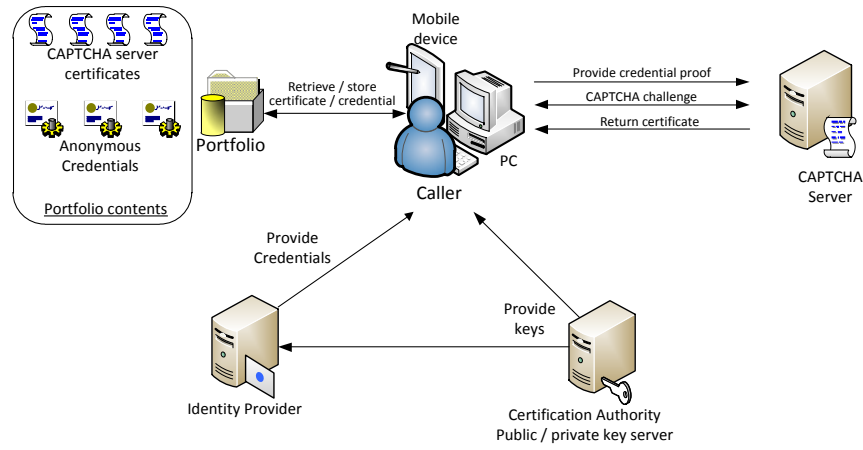 CAPTCHA server
certificates
Anonymous
Credentials
Portfolio contents
Portfolio
Retrieve / store
certificate / credential
Mobile
device
PC
Caller
Provide credential proof
CAPTCHA challenge
Return certificate
CAPTCHA
Server
Provide
Credentials
Provide
keys
Identity Provider
Certification Authority
Public / private key server